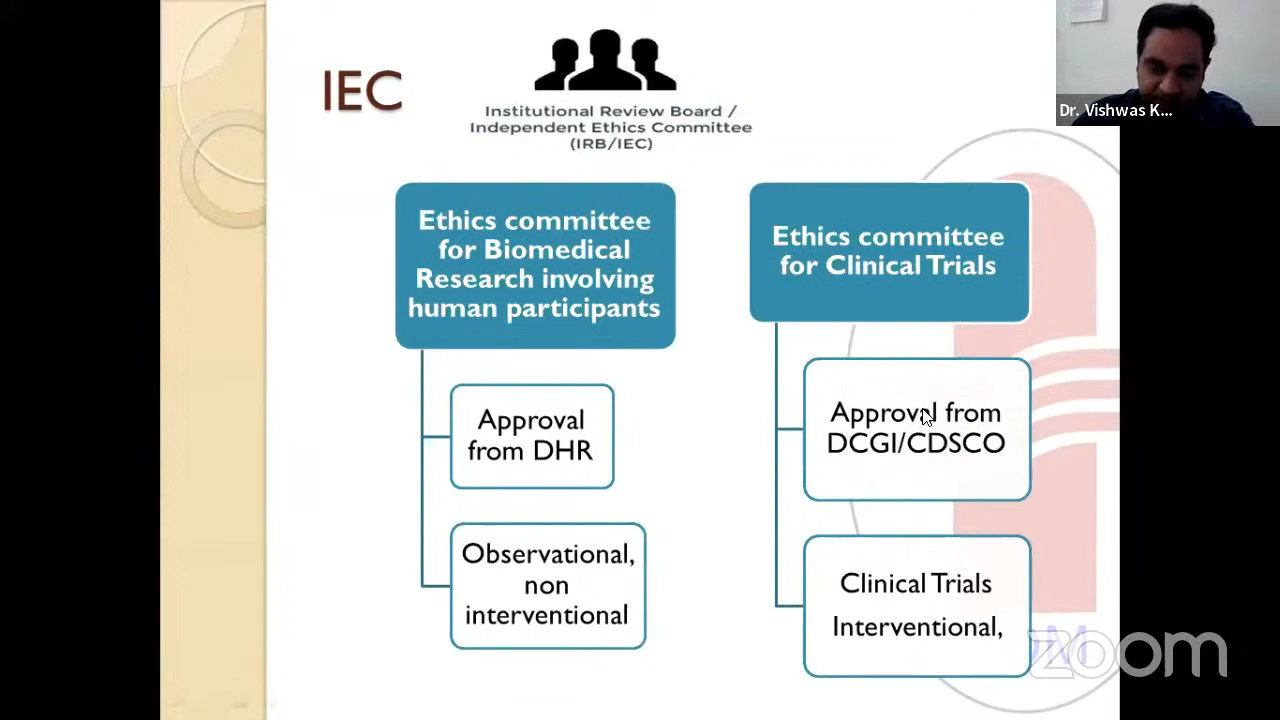 IEC
Institutional Review Board /
Independent Ethics Committee
(IRB/IEC)
Dr. Vishwas K...
Ethics committee
for Biomedical
Research involving
human participants
Approval
from DHR
Observational,
non
interventional
Ethics committee
for Clinical Trials
Approval from
DCGI/CDSCO
Clinical Trials
Interventional,
zoom